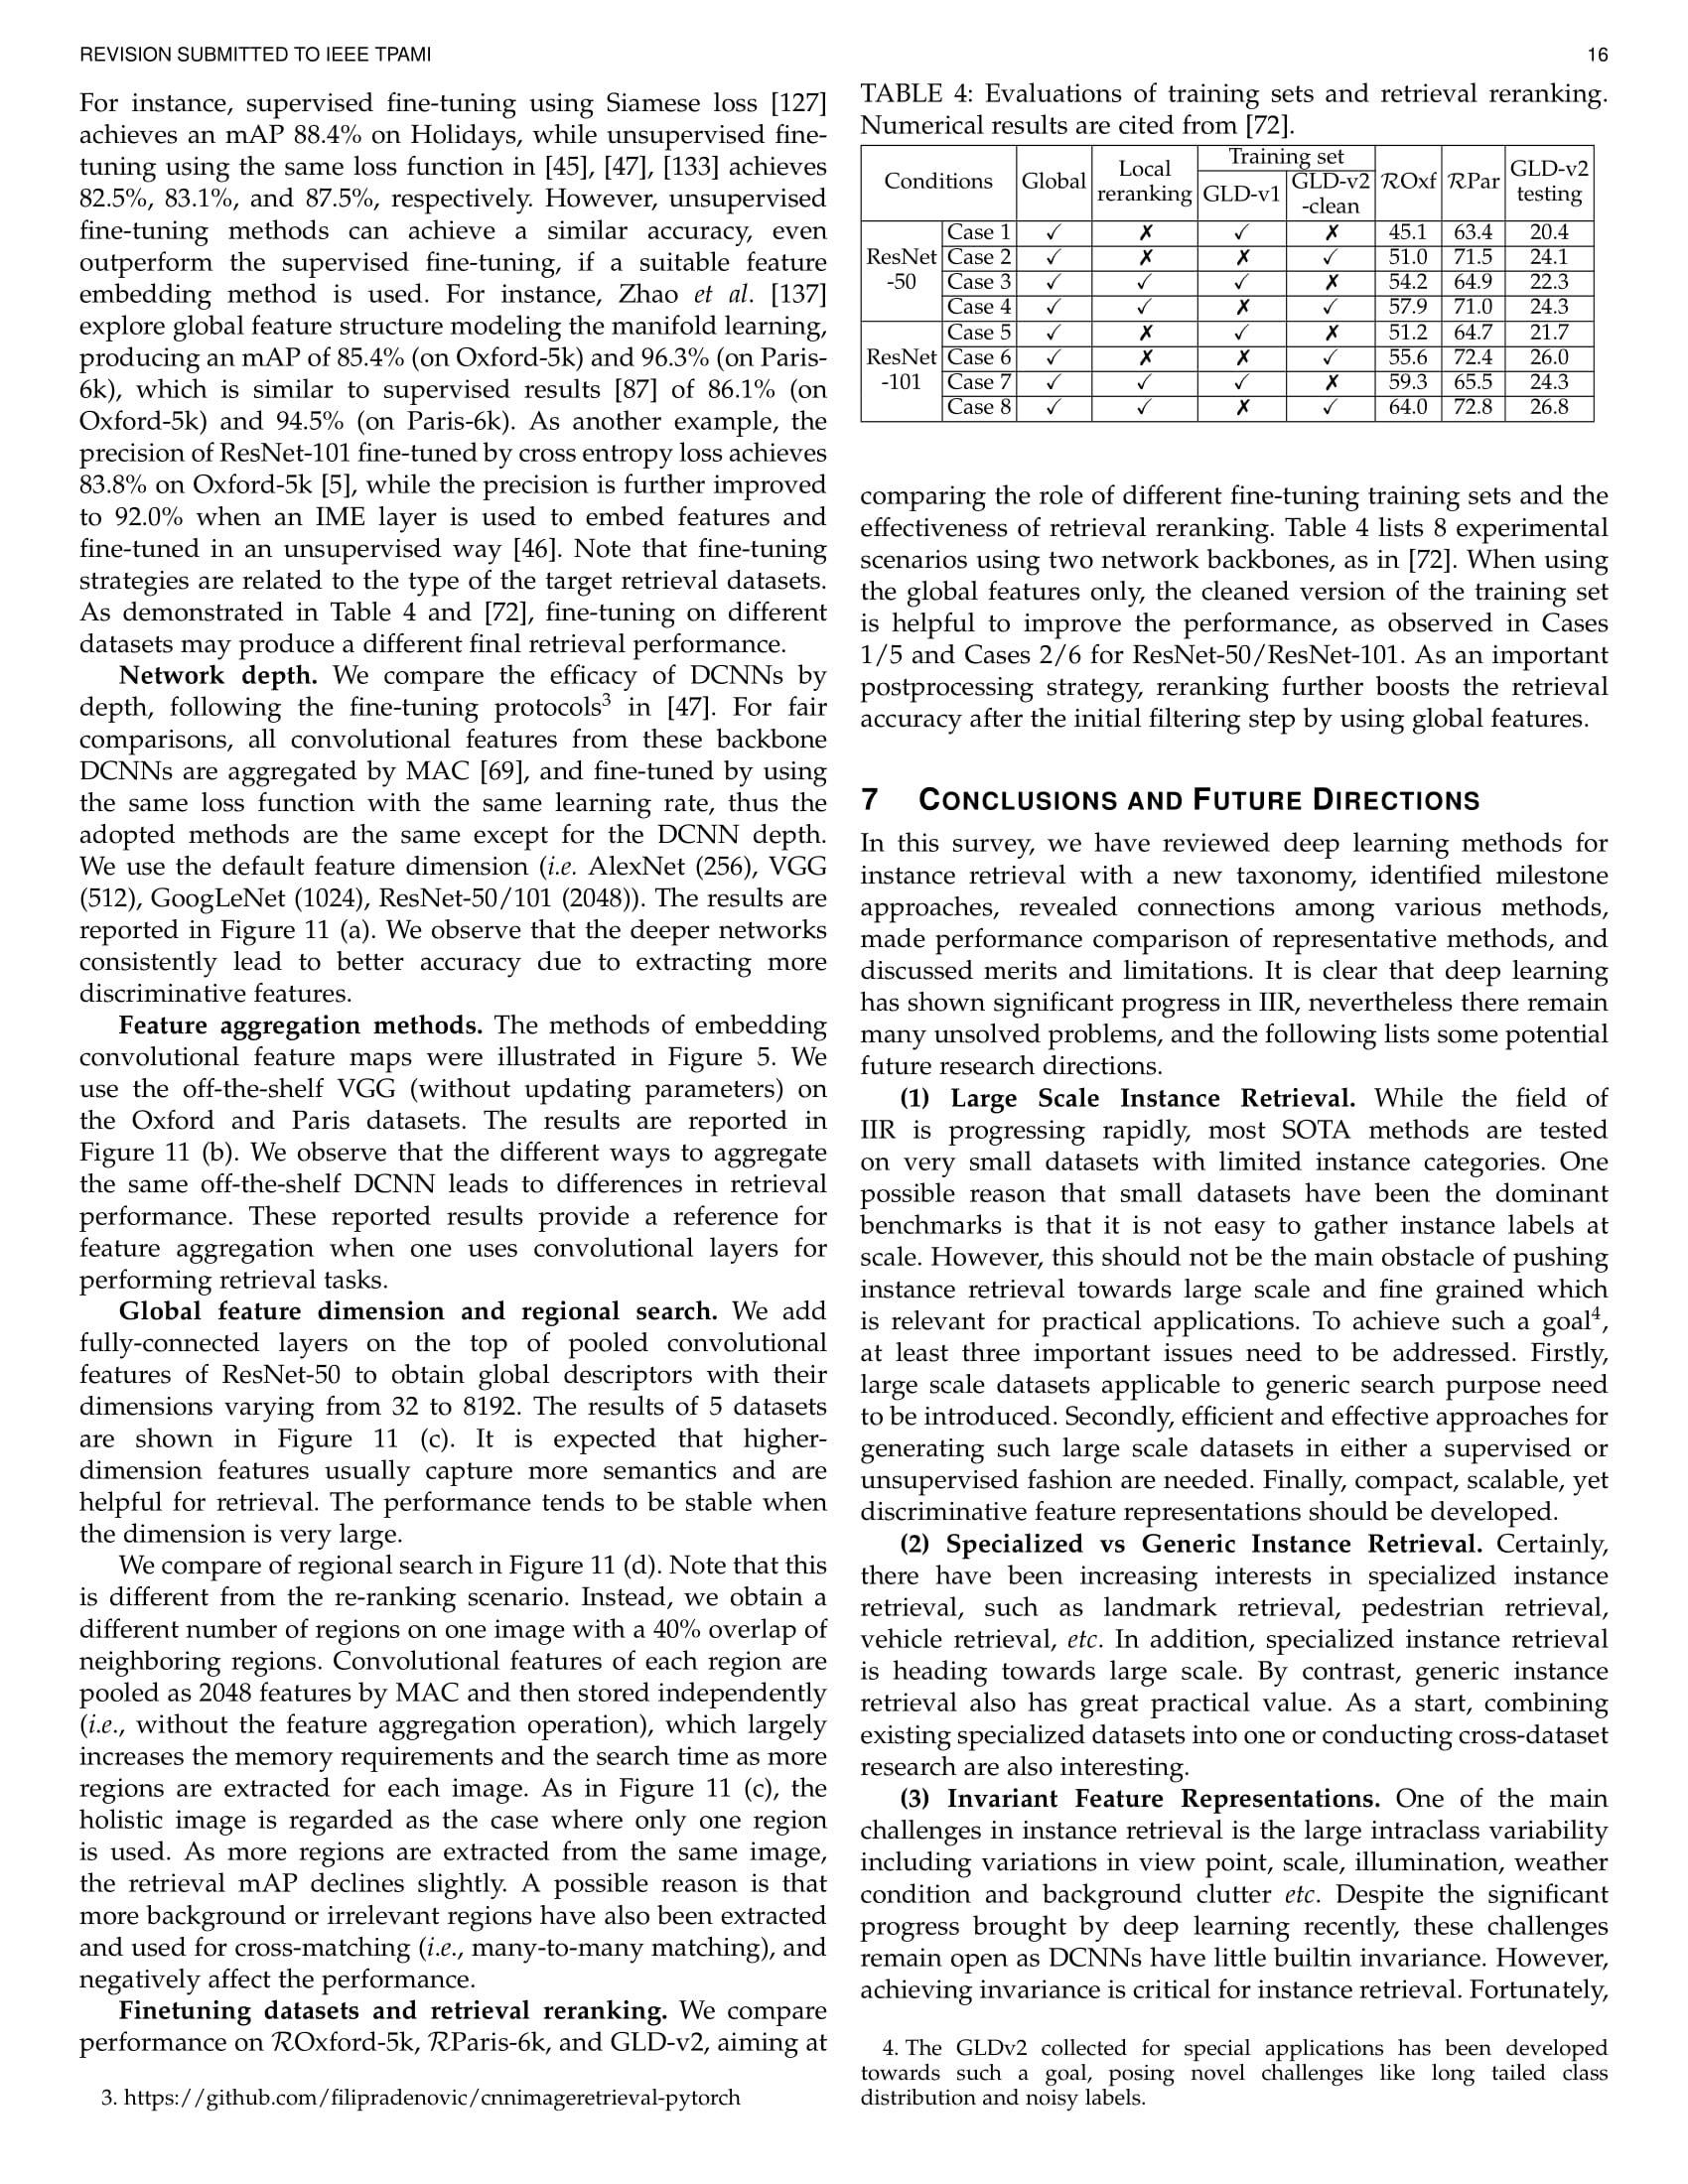 REVISION SUBMITTED TO IEEE TPAMI
16
For instance, supervised fine-tuning using Siamese loss [127]
achieves an mAP 88.4% on Holidays, while unsupervised fine-
tuning using the same loss function in [45], [47], [133] achieves
82.5%, 83.1%, and 87.5%, respectively. However, unsupervised
fine-tuning methods can achieve a similar accuracy, even
outperform the supervised fine-tuning, if a suitable feature
embedding method is used. For instance, Zhao et al. [137]
explore global feature structure modeling the manifold learning,
producing an mAP of 85.4% (on Oxford-5k) and 96.3% (on Paris-
6k), which is similar to supervised results [87] of 86.1% (on
Oxford-5k) and 94.5% (on Paris-6k). As another example, the
precision of ResNet-101 fine-tuned by cross entropy loss achieves
83.8% on Oxford-5k [5], while the precision is further improved
to 92.0% when an IME layer is used to embed features and
fine-tuned in an unsupervised way [46]. Note that fine-tuning
strategies are related to the type of the target retrieval datasets.
As demonstrated in Table 4 and [72], fine-tuning on different
datasets may produce a different final retrieval performance.
Network depth. We compare the efficacy of DCNNs by
depth, following the fine-tuning protocols3 in [47]. For fair
comparisons, all convolutional features from these backbone
DCNNs are aggregated by MAC [69], and fine-tuned by using
the same loss function with the same learning rate, thus the
adopted methods are the same except for the DCNN depth.
We use the default feature dimension (i.e. AlexNet (256), VGG
(512), GoogLeNet (1024), ResNet-50/101 (2048)). The results are
reported in Figure 11 (a). We observe that the deeper networks
consistently lead to better accuracy due to extracting more
discriminative features.
Feature aggregation methods. The methods of embedding
convolutional feature maps were illustrated in Figure 5. We
use the off-the-shelf VGG (without updating parameters) on
the Oxford and Paris datasets. The results are reported in
Figure 11 (b). We observe that the different ways to aggregate
the same off-the-shelf DCNN leads to differences in retrieval
performance. These reported results provide a reference for
feature aggregation when one uses convolutional layers for
performing retrieval tasks.
Global feature dimension and regional search. We add
fully-connected layers on the top of pooled convolutional
features of ResNet-50 to obtain global descriptors with their
dimensions varying from 32 to 8192. The results of 5 datasets
are shown in Figure 11 (c). It is expected that higher-
dimension features usually capture more semantics and are
helpful for retrieval. The performance tends to be stable when
the dimension is very large.
We compare of regional search in Figure 11 (d). Note that this
is different from the re-ranking scenario. Instead, we obtain a
different number of regions on one image with a 40% overlap of
neighboring regions. Convolutional features of each region are
pooled as 2048 features by MAC and then stored independently
(i.e., without the feature aggregation operation), which largely
increases the memory requirements and the search time as more
regions are extracted for each image. As in Figure 11 (c), the
holistic image is regarded as the case where only one region
is used. As more regions are extracted from the same image,
the retrieval mAP declines slightly. A possible reason is that
more background or irrelevant regions have also been extracted
and used for cross-matching (i.e., many-to-many matching), and
negatively affect the performance.
Finetuning datasets and retrieval reranking. We compare
performance on ROxford-5k, RParis-6k, and GLD-v2, aiming at
3. https://github.com/filipradenovic/cnnimageretrieval-pytorch
TABLE 4: Evaluations of training sets and retrieval reranking.
Numerical results are cited from [72].
Conditions Global Local reranking Training set GLD-v1 GLD-v2 -clean ROxf RPar GLD-v2 testing
ResNet -50
Case 1 ✓ ✗ ✓ ✗ 45.1 63.4 20.4
Case 2 ✓ ✗ ✗ ✓ 51.0 71.5 24.1
Case 3 ✓ ✓ ✓ ✗ 54.2 64.9 22.3
Case 4 ✓ ✓ ✗ ✓ 57.9 71.0 24.3
ResNet -101
Case 5 ✓ ✗ ✓ ✗ 51.2 64.7 21.7
Case 6 ✓ ✗ ✗ ✓ 55.6 72.4 26.0
Case 7 ✓ ✓ ✓ ✗ 59.3 65.5 24.3
Case 8 ✓ ✓ ✗ ✓ 64.0 72.8 26.8
comparing the role of different fine-tuning training sets and the
effectiveness of retrieval reranking. Table 4 lists 8 experimental
scenarios using two network backbones, as in [72]. When using
the global features only, the cleaned version of the training set
is helpful to improve the performance, as observed in Cases
1/5 and Cases 2/6 for ResNet-50/ResNet-101. As an important
postprocessing strategy, reranking further boosts the retrieval
accuracy after the initial filtering step by using global features.
7 CONCLUSIONS AND FUTURE DIRECTIONS
In this survey, we have reviewed deep learning methods for
instance retrieval with a new taxonomy, identified milestone
approaches, revealed connections among various methods,
made performance comparison of representative methods, and
discussed merits and limitations. It is clear that deep learning
has shown significant progress in IIR, nevertheless there remain
many unsolved problems, and the following lists some potential
future research directions.
(1) Large Scale Instance Retrieval. While the field of
IIR is progressing rapidly, most SOTA methods are tested
on very small datasets with limited instance categories. One
possible reason that small datasets have been the dominant
benchmarks is that it is not easy to gather instance labels at
scale. However, this should not be the main obstacle of pushing
instance retrieval towards large scale and fine grained which
is relevant for practical applications. To achieve such a goal4,
at least three important issues need to be addressed. Firstly,
large scale datasets applicable to generic search purpose need
to be introduced. Secondly, efficient and effective approaches for
generating such large scale datasets in either a supervised or
unsupervised fashion are needed. Finally, compact, scalable, yet
discriminative feature representations should be developed.
(2) Specialized vs Generic Instance Retrieval. Certainly,
there have been increasing interests in specialized instance
retrieval, such as landmark retrieval, pedestrian retrieval,
vehicle retrieval, etc. In addition, specialized instance retrieval
is heading towards large scale. By contrast, generic instance
retrieval also has great practical value. As a start, combining
existing specialized datasets into one or conducting cross-dataset
research are also interesting.
(3) Invariant Feature Representations. One of the main
challenges in instance retrieval is the large intraclass variability
including variations in view point, scale, illumination, weather
condition and background clutter etc. Despite the significant
progress brought by deep learning recently, these challenges
remain open as DCNNs have little builtin invariance. However,
achieving invariance is critical for instance retrieval. Fortunately,
4. The GLDv2 collected for special applications has been developed
towards such a goal, posing novel challenges like long tailed class
distribution and noisy labels.